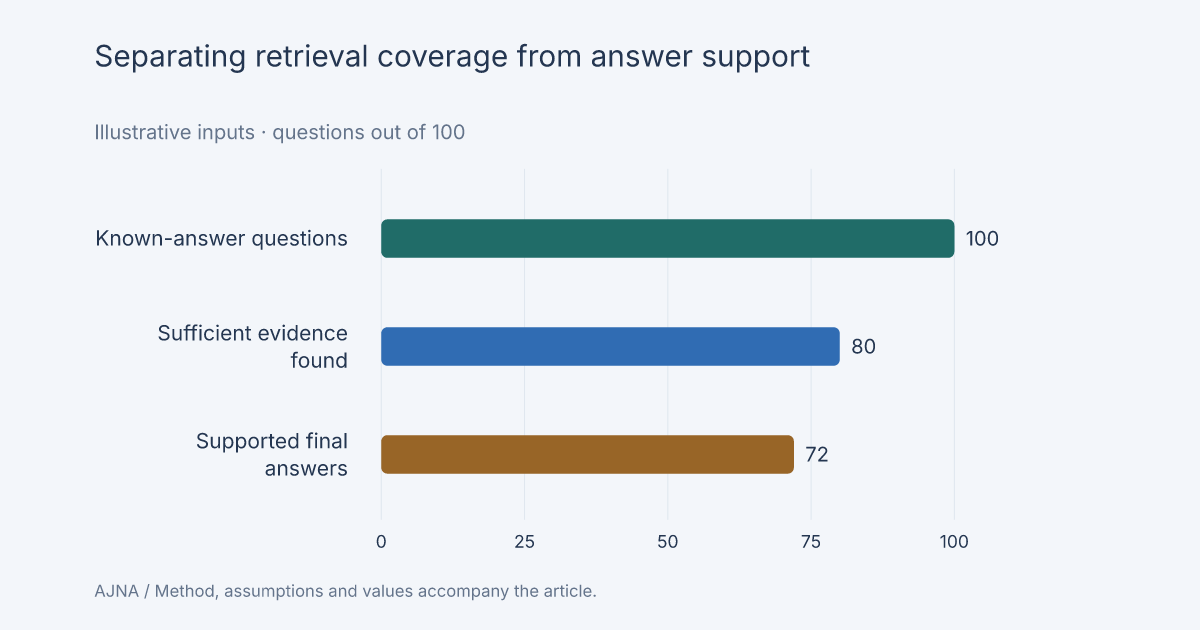 Separating retrieval coverage from answer support
Illustrative inputs · questions out of 100
Known-answer questions
100
Sufficient evidence
found
80
Supported final
answers
72
0 25 50 75 100
AJNA / Method, assumptions and values accompany the article.